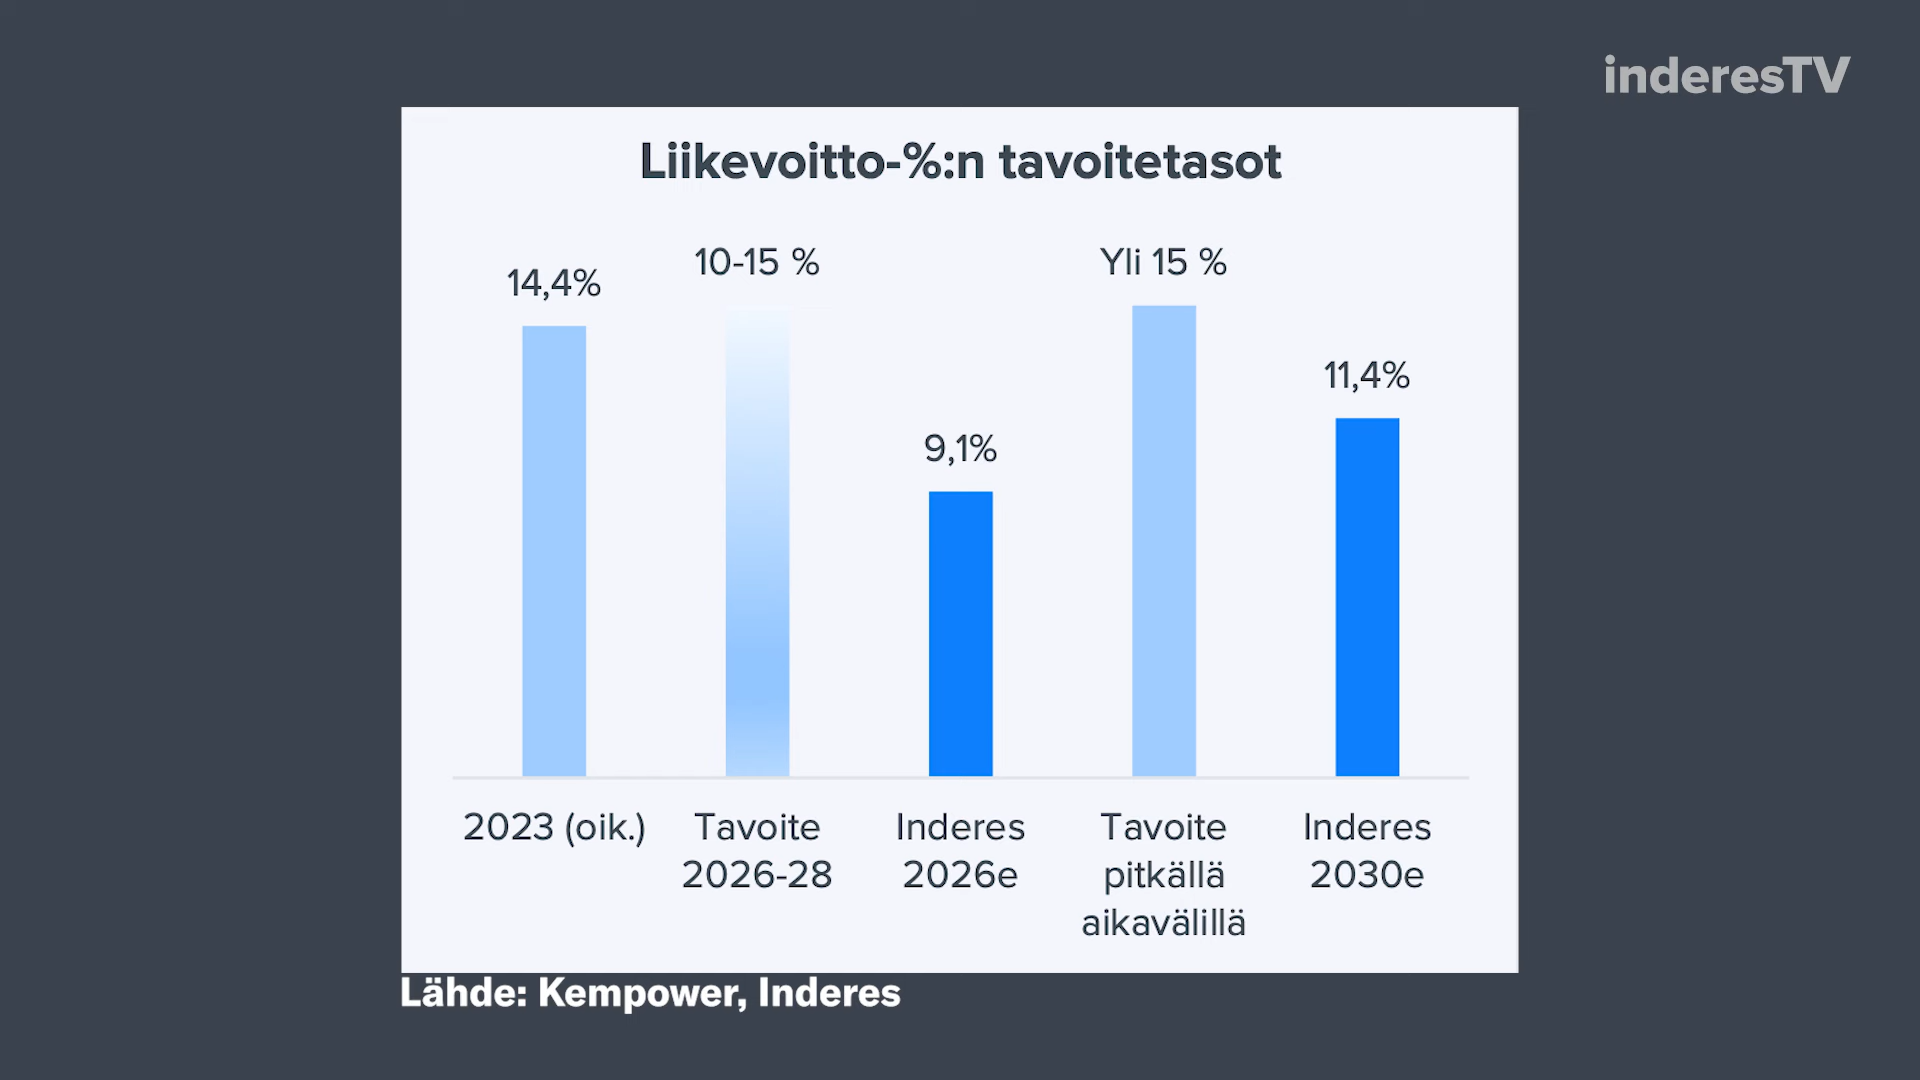 inderesTV
Liikevoitto-%:n tavoitetasot
14,4%
10-15 %
9,1%
Yli 15 %
11,4%
2023 (oik.)
Tavoite
2026-28
Inderes
2026e
Tavoite
pitkällä
aikavälillä
Inderes
2030e
Lähde: Kempower, Inderes